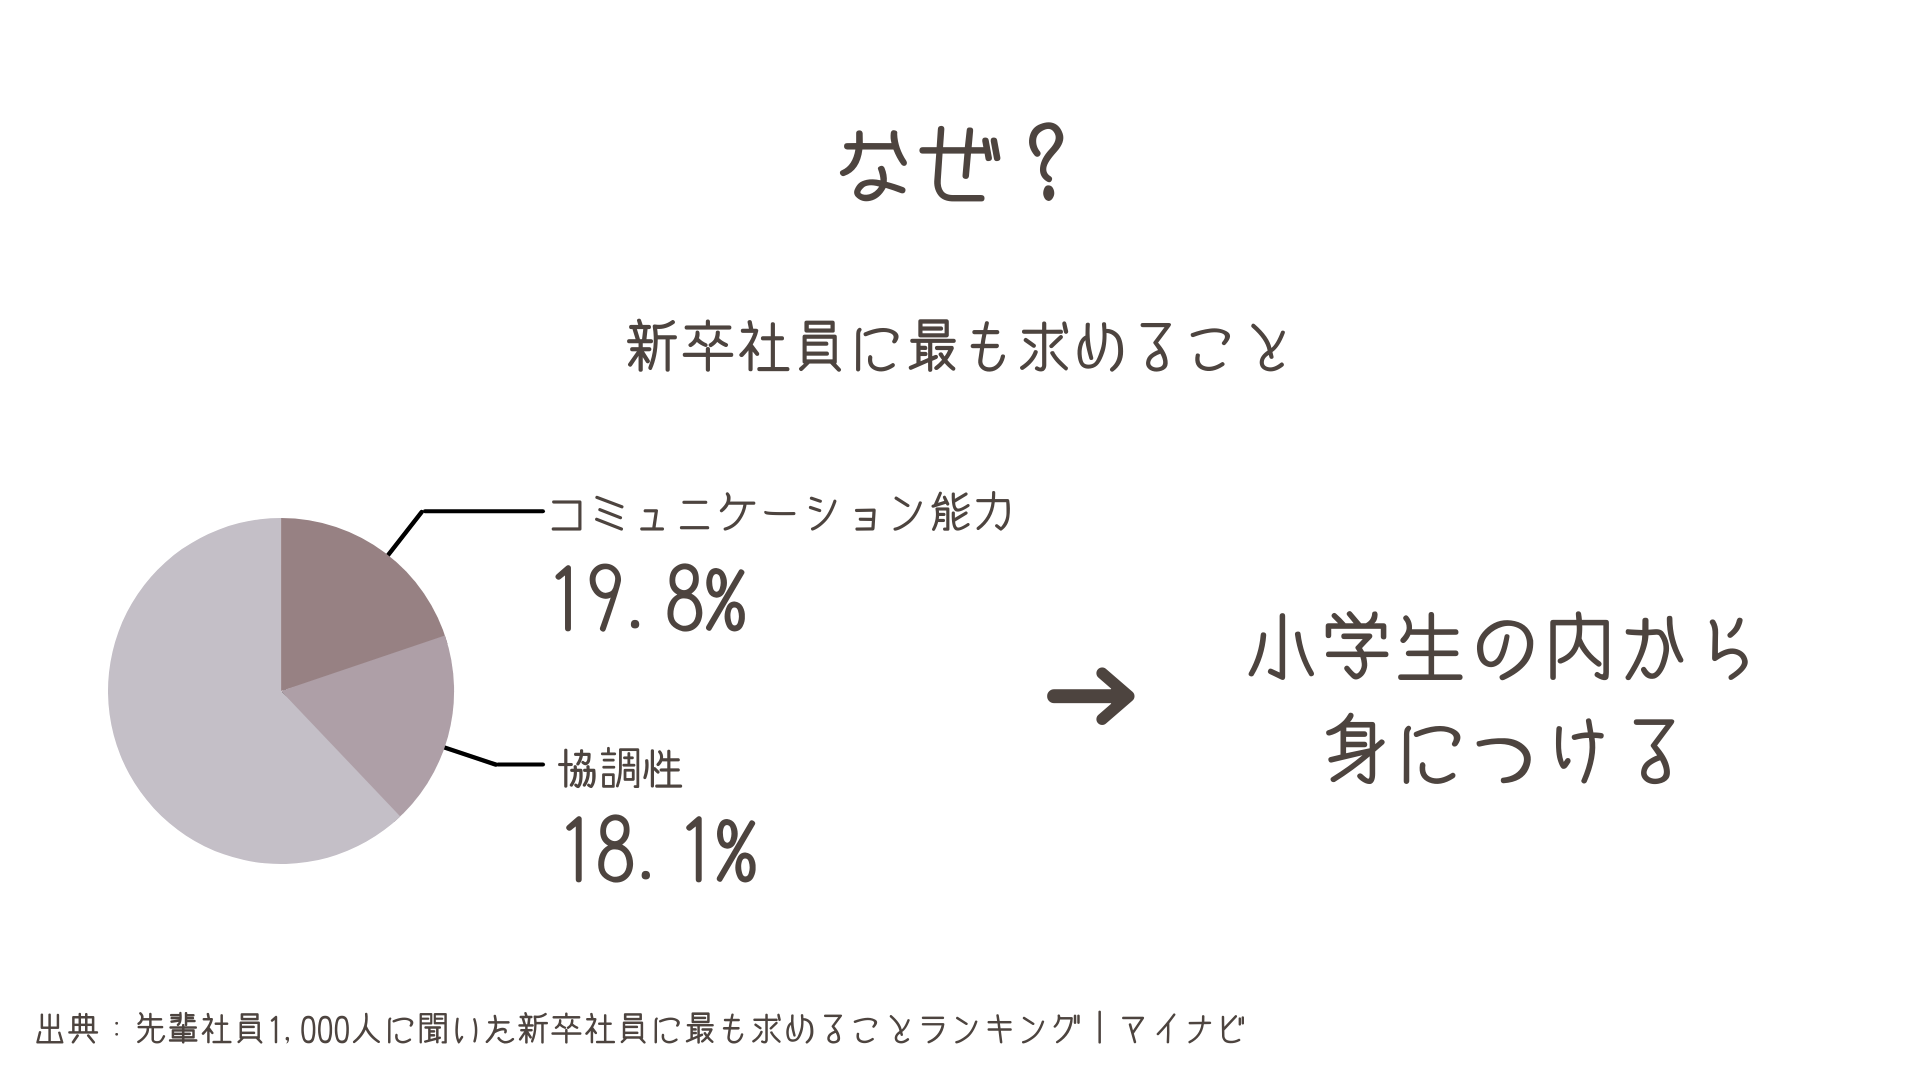 なぜ？
新卒社員に最も求めること
コミュニケーション能力
19.8%
協調性
18.1%
→
小学生の内から
身につける
出典：先輩社員1,000人に聞いた新卒社員に最も求めることランキング｜マイナビ